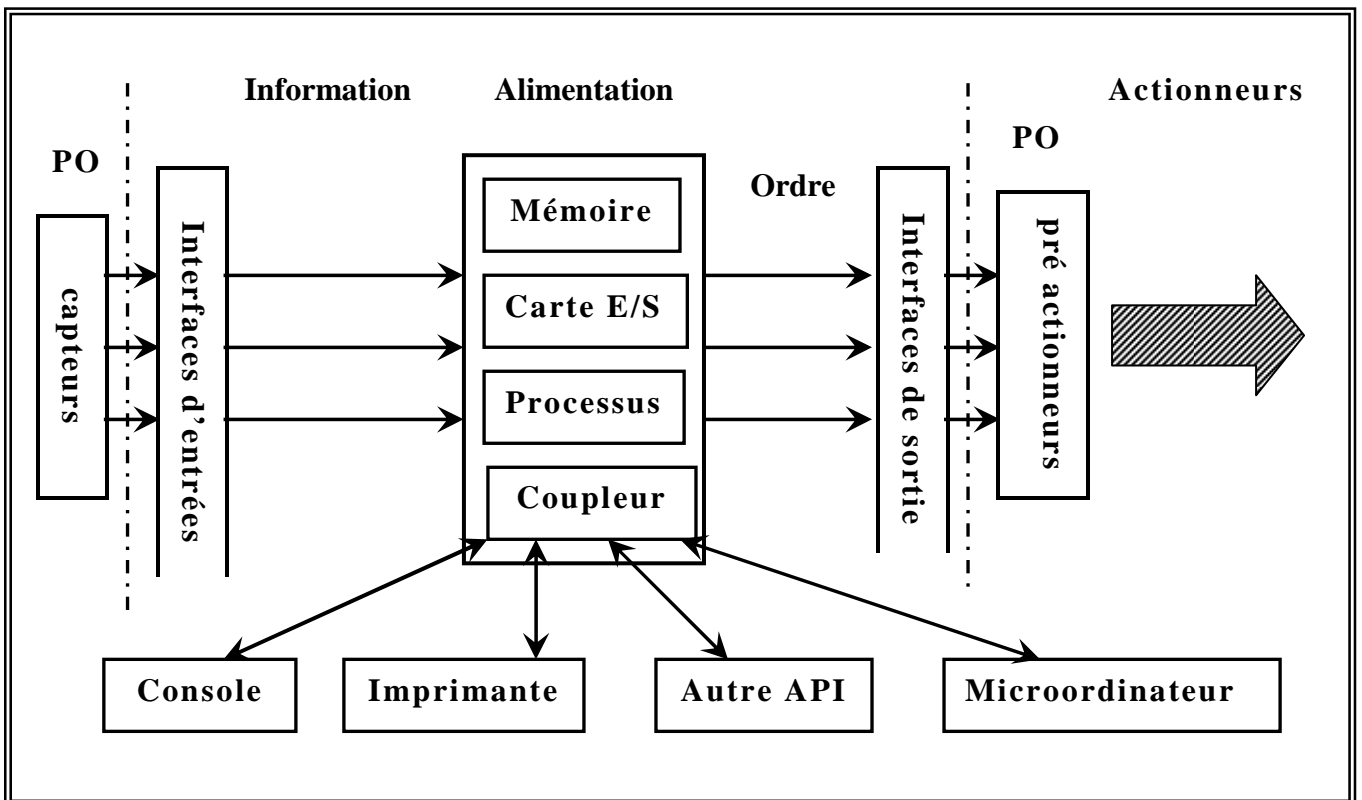 Information
Alimentation
Actionneurs
PO
PO
capteurs
Interfaces d'entrées
Mémoire
Carte E/S
Processus
Coupleur
Ordre
Interfaces de sortie
pré actionneurs
Console
Imprimante
Autre API
Microordinateur